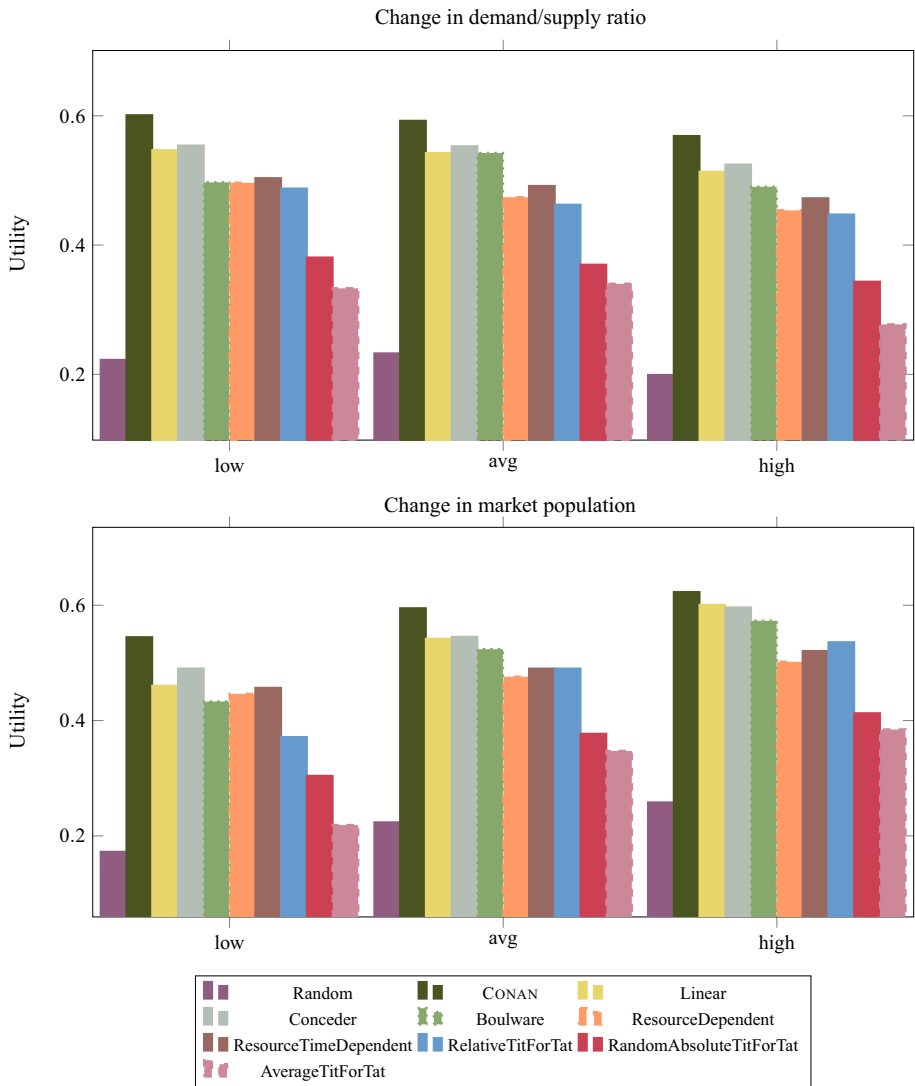 Change in demand/supply ratio
Utility
0.6
0.4
0.2
low avg high
Change in market population
Utility
0.6
0.4
0.2
low avg high
Random CONAN Linear
Conceder Boulware ResourceDependent
ResourceTimeDependent RelativeTitForTat RandomAbsoluteTitForTat
AverageTitForTat